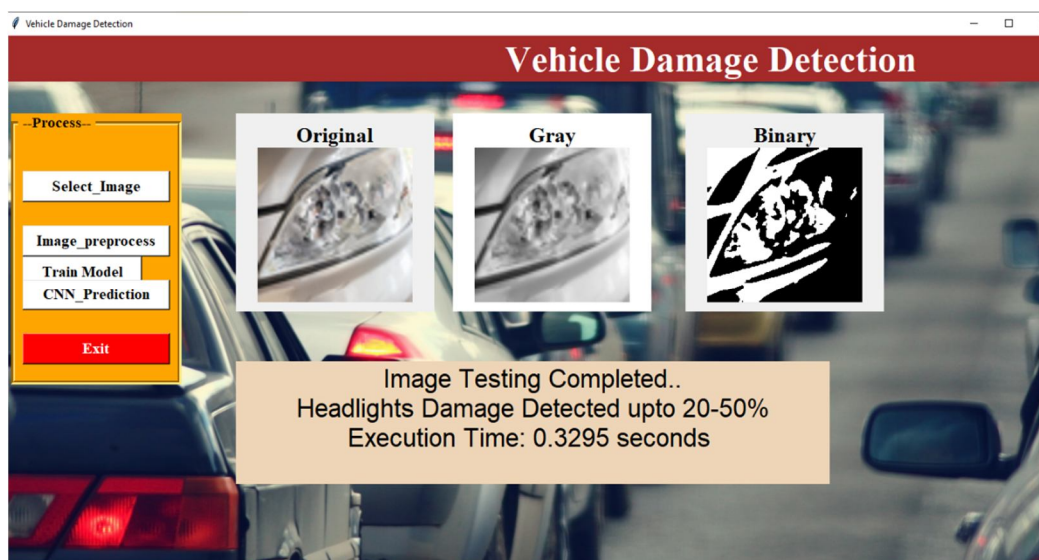 Vehicle Damage Detection
Vehicle Damage Detection
--Process--
Select_Image
Image_preprocess
Train Model
CNN_Prediction
Exit
Original
Gray
Binary
Image Testing Completed..
Headlights Damage Detected upto 20-50%
Execution Time: 0.3295 seconds